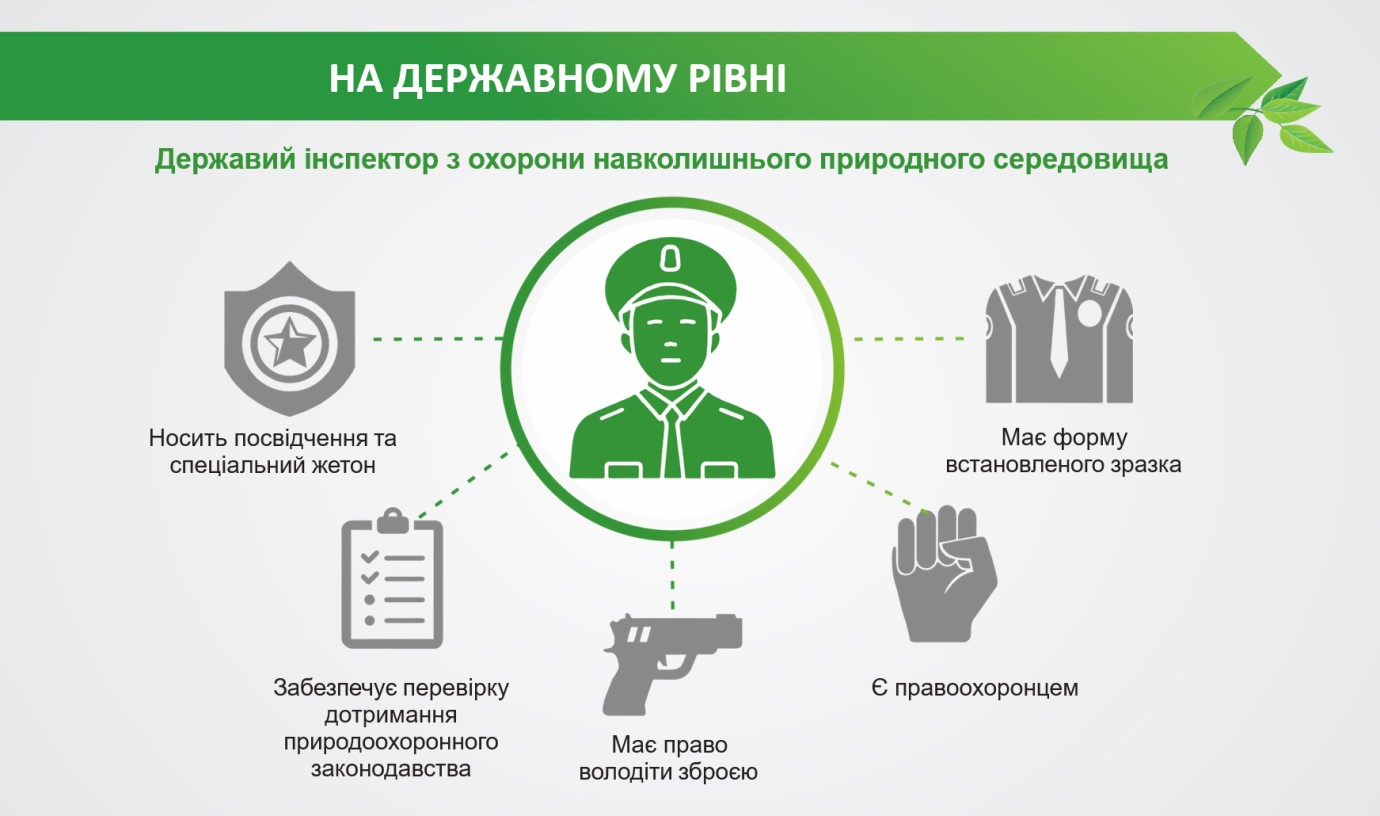 НА ДЕРЖАВНОМУ РІВНІ
Державий інспектор з охорони навколишнього природного середовища
Носить посвідчення та
спеціальний жетон
Має форму
встановленого зразка
Забезпечує перевірку
дотримання
природоохоронного
законодавства
Має право
володіти зброєю
Є правоохоронцем